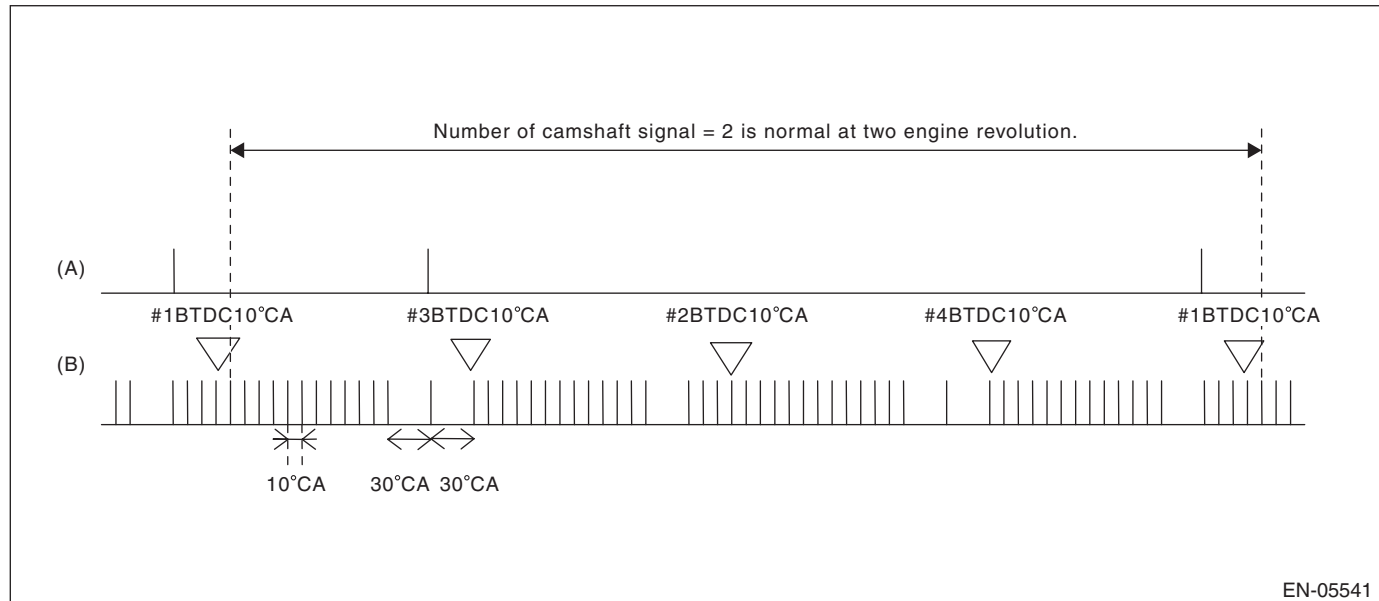 Number of camshaft signal = 2 is normal at two engine revolution.
(A)
#1BTDC10°CA #3BTDC10°CA #2BTDC10°CA #4BTDC10°CA #1BTDC10°CA
(B)
10°CA 30°CA 30°CA
EN-05541